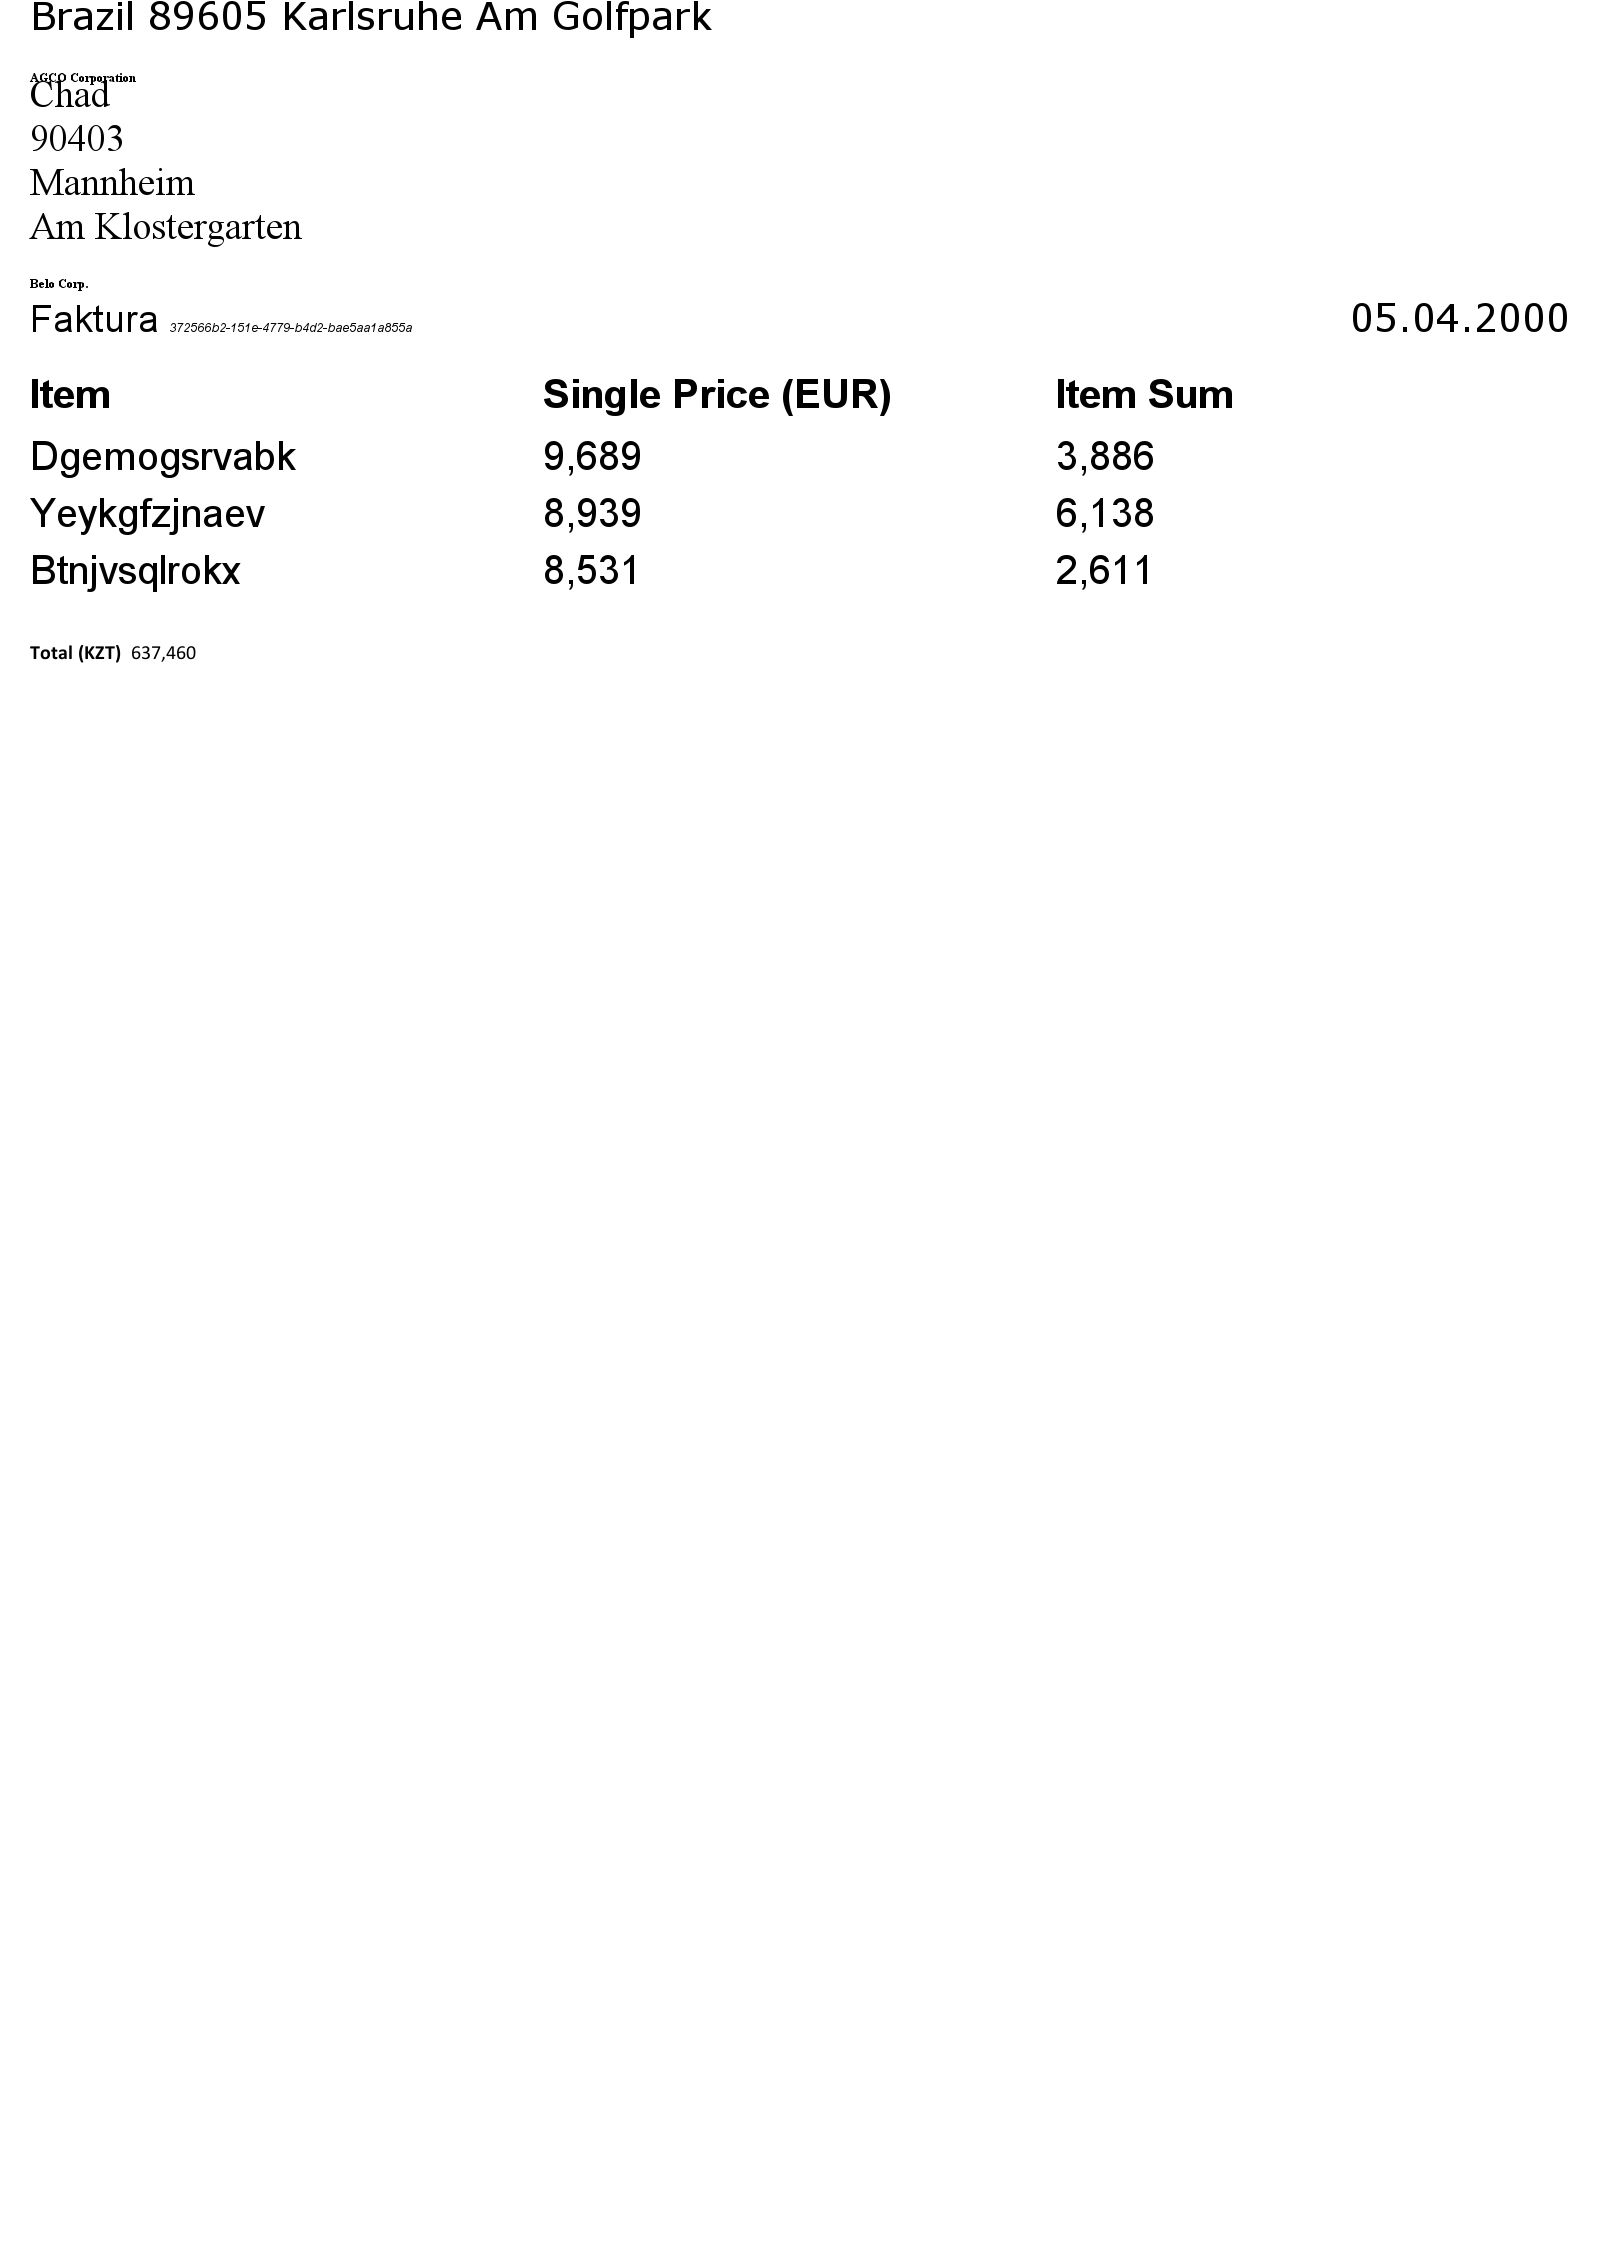 Brazil 89605 Karlsruhe Am Golfpark
AGCO Corporation
Chad
90403
Mannheim
Am Klostergarten
Belo Corp.
Faktura 372566b2-151e-4779-b4d2-bae5aa1a855a 05.04.2000
Item Single Price (EUR) Item Sum
Dgemogsrvabk 9,689 3,886
Yeykgfzjnaev 8,939 6,138
Btnjvsqlrokx 8,531 2,611
Total (KZT) 637,460